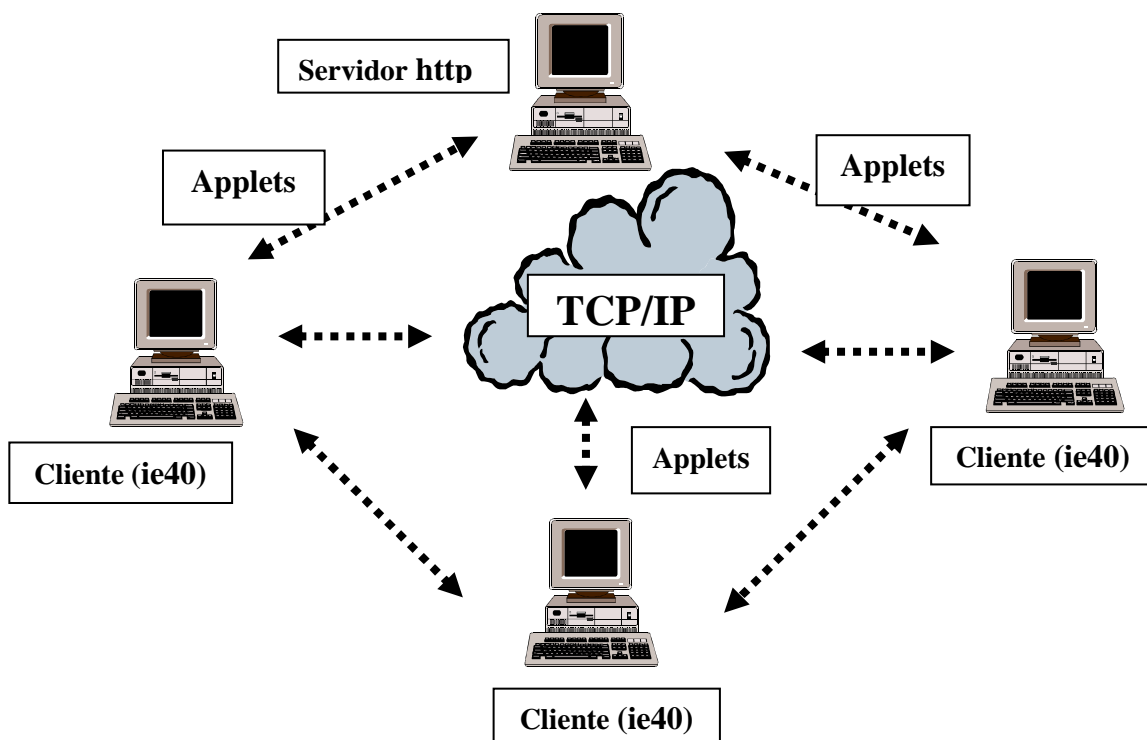 Servidor http
Applets
Applets
TCP/IP
Applets
Cliente (ie40)
Cliente (ie40)
Cliente (ie40)